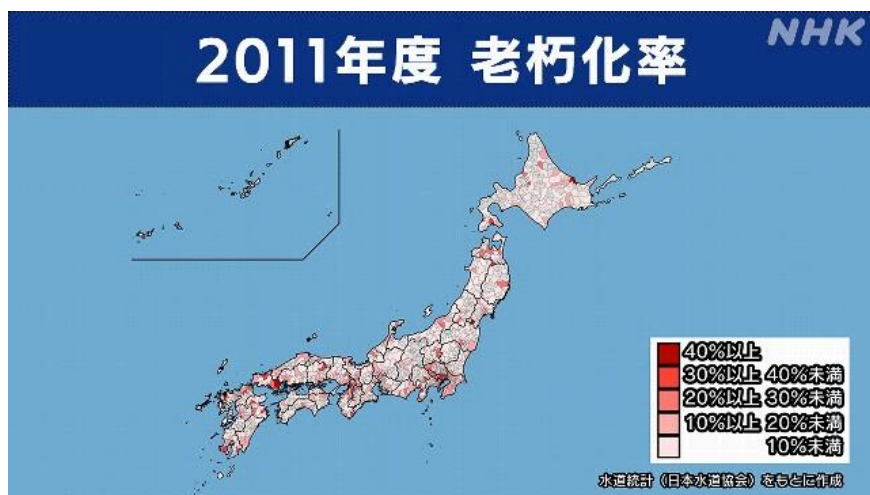 NHK
2011年度 老朽化率
40%以上
30%以上 40%未満
20%以上 30%未満
10%以上 20%未満
10%未満
水道統計（日本水道協会）をもとに作成